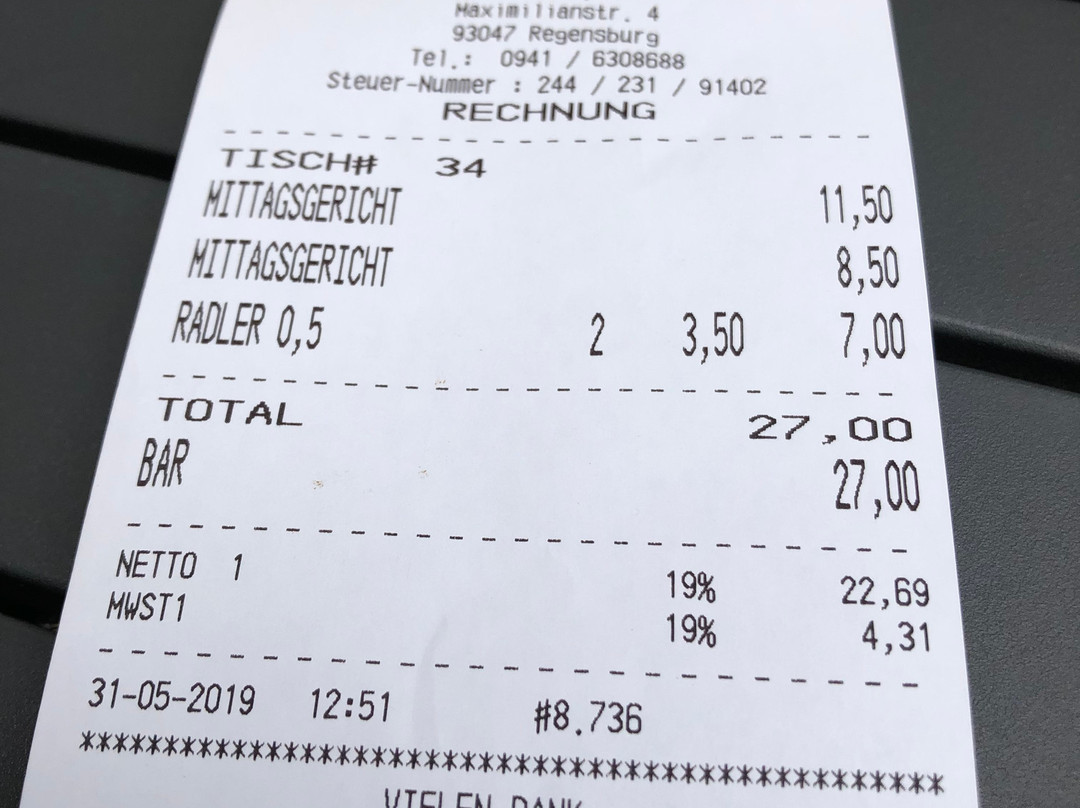 Maximilianstr. 4
93047 Regensburg
Tel.: 0941 / 6308688
Steuer-Nummer : 244 / 231 / 91402
RECHNUNG
TISCH# 34
MITTAGSGERICHT 11,50
MITTAGSGERICHT 8,50
RADLER 0,5 2 3,50 7,00
TOTAL 27,00
BAR 27,00
NETTO 1 19% 22,69
MWST1 19% 4,31
31-05-2019 12:51 #8.736
*****************************************
VIELEN DANK